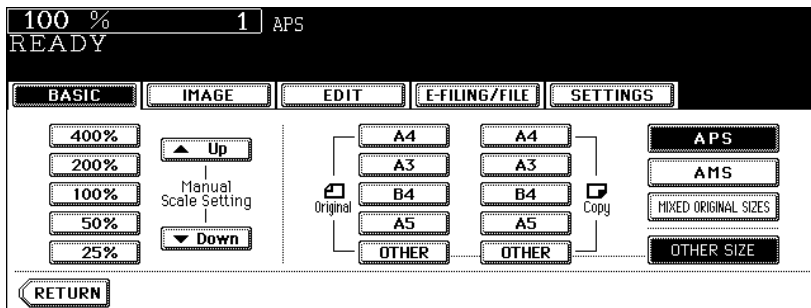 100 % 1 APS
READY
BASIC IMAGE EDIT E-FILING/FILE SETTINGS
400% Up A4 A4 APS
200% A3 A3 AMS
100% Manual Scale Setting Original B4 B4 Copy MIXED ORIGINAL SIZES
50% Down A5 A5
25% OTHER OTHER OTHER SIZE
RETURN